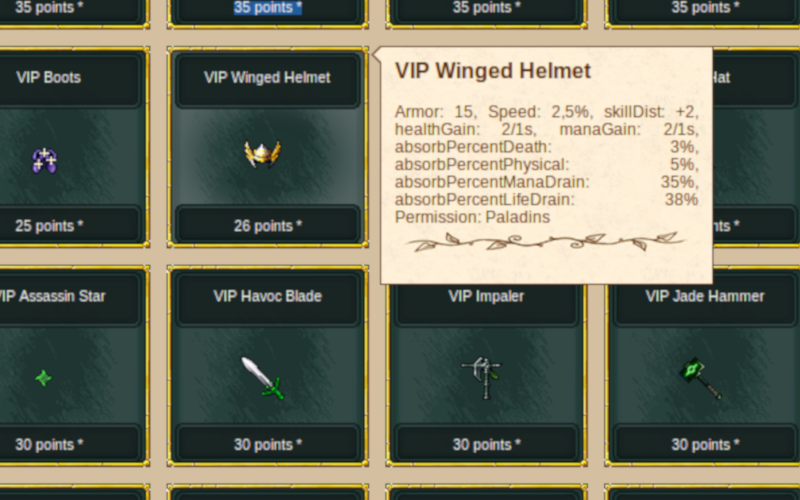 35 points *
35 points *
35 points *
35 points *
VIP Boots
VIP Winged Helmet
VIP Winged Helmet
Armor: 15, Speed: 2,5%, skillDist: +2,
healthGain: 2/1s, manaGain: 2/1s,
absorbPercentDeath: 3%,
absorbPercentPhysical: 5%,
absorbPercentManaDrain: 35%,
absorbPercentLifeDrain: 38%
Permission: Paladins
Hat
25 points *
26 points *
nts *
VIP Assassin Star
VIP Havoc Blade
VIP Impaler
VIP Jade Hammer
30 points *
30 points *
30 points *
30 points *